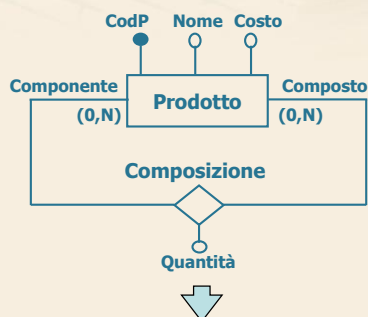 CodP Nome Costo
Componente Prodotto Composto
(0,N) (0,N)
Composizione
Quantità